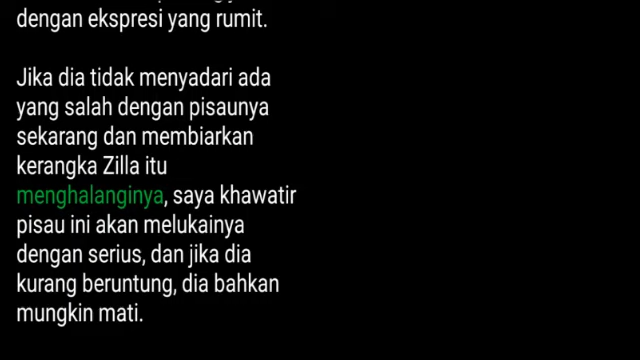 dengan ekspresi yang rumit.
Jika dia tidak menyadari ada
yang salah dengan pisaunya
sekarang dan membiarkan
kerangka Zilla itu
menghalanginya, saya khawatir
pisau ini akan melukainya
dengan serius, dan jika dia
kurang beruntung, dia bahkan
mungkin mati.